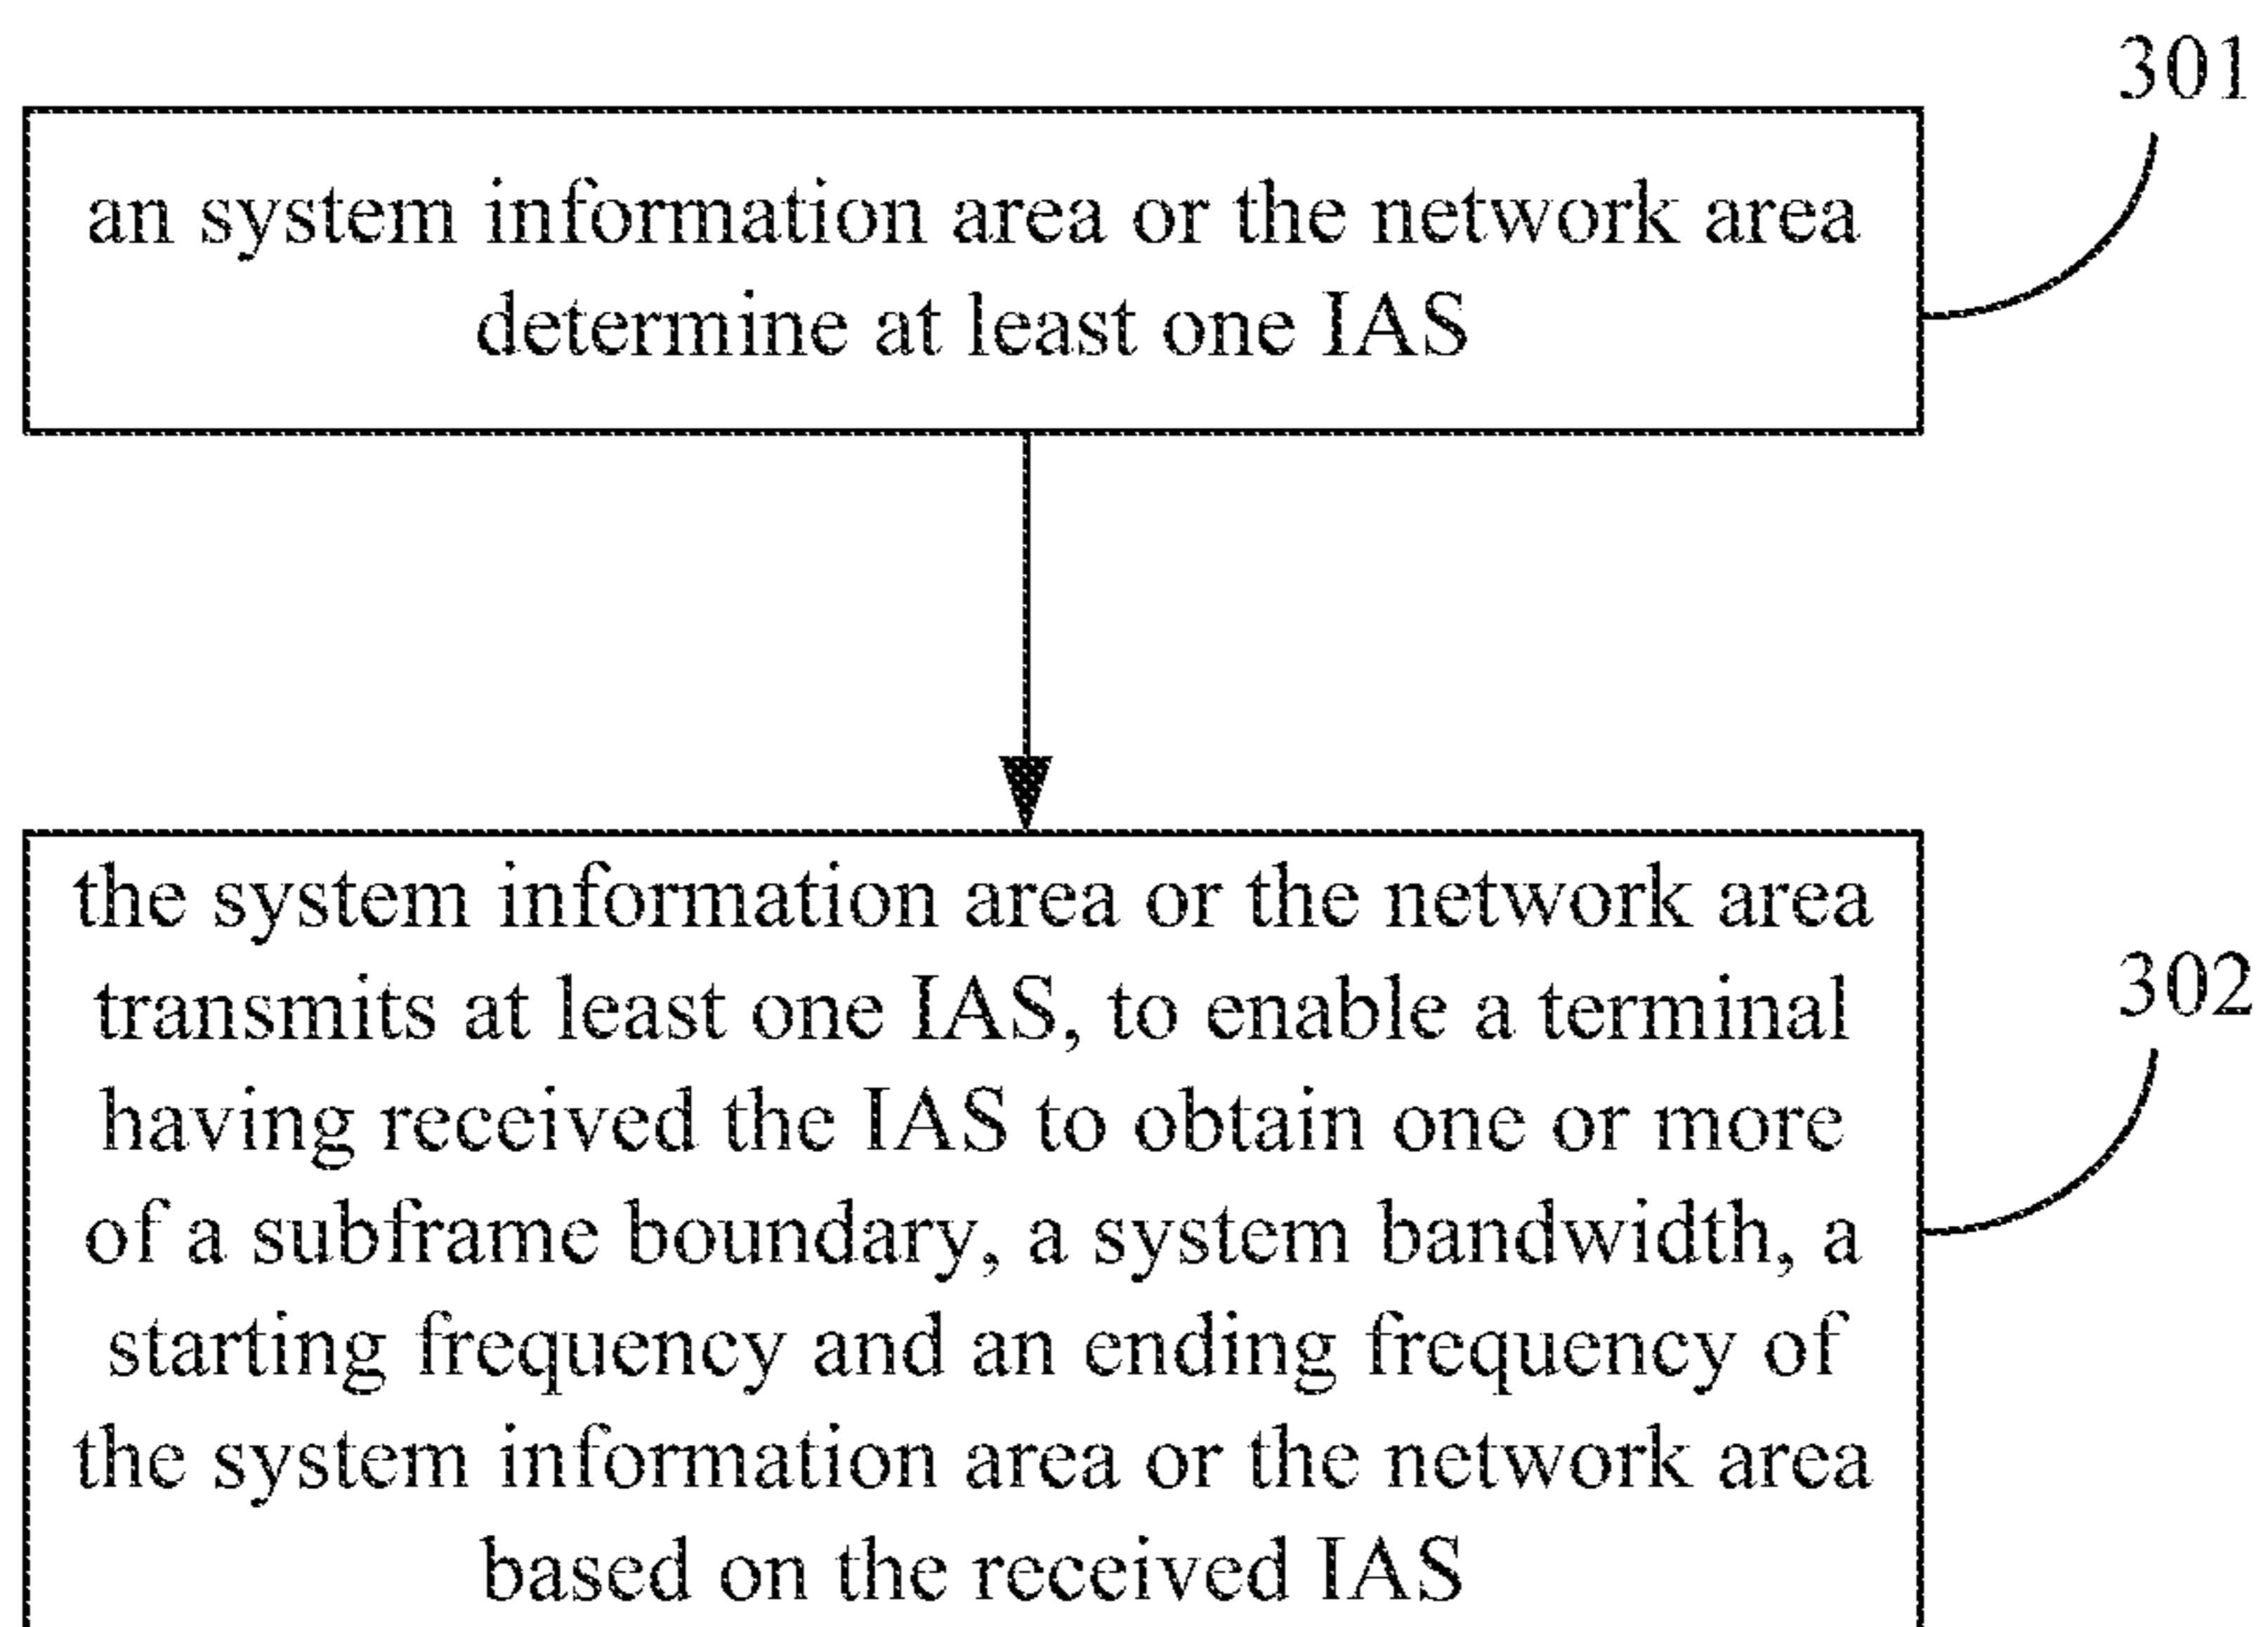 301
an system information area or the network area
determine at least one IAS
the system information area or the network area
transmits at least one IAS, to enable a terminal
having received the IAS to obtain one or more
of a subframe boundary, a system bandwidth, a
starting frequency and an ending frequency of
the system information area or the network area
based on the received IAS
302